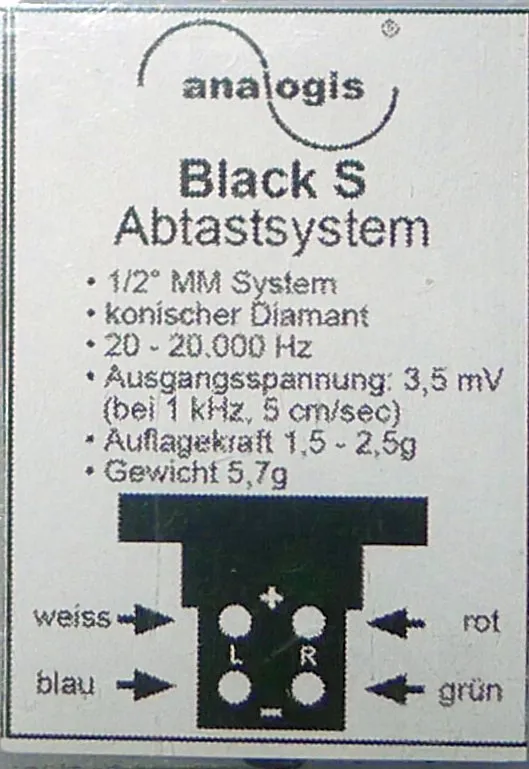 ®
analogis
Black S
Abtastsystem
• 1/2" MM System
• konischer Diamant
• 20 - 20.000 Hz
• Ausgangsspannung: 3,5 mV
(bei 1 kHz, 5 cm/sec)
• Auflagekraft 1,5 - 2,5g
• Gewicht 5,7g
+
weiss rot
L R
blau grün
-